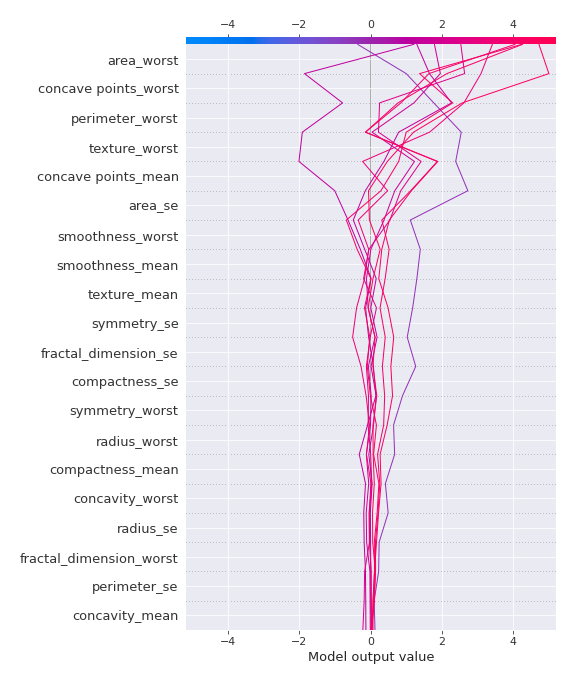 −4 −2 0 2 4
area_worst
concave points_worst
perimeter_worst
texture_worst
concave points_mean
area_se
smoothness_worst
smoothness_mean
texture_mean
symmetry_se
fractal_dimension_se
compactness_se
symmetry_worst
radius_worst
compactness_mean
concavity_worst
radius_se
fractal_dimension_worst
perimeter_se
concavity_mean
−4 −2 0 2 4
Model output value